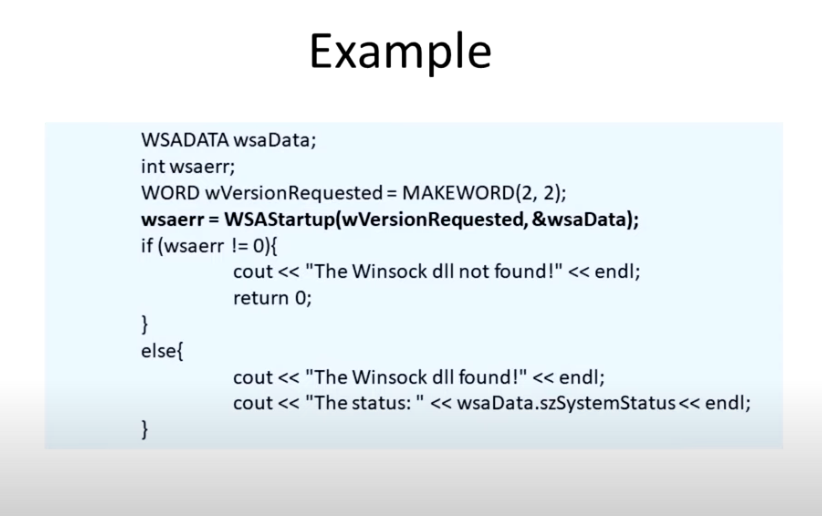 Example
WSADATA wsaData;
int wsaerr;
WORD wVersionRequested = MAKEWORD(2, 2);
wsaerr = WSAStartup(wVersionRequested, &wsaData);
if (wsaerr != 0){
cout << "The Winsock dll not found!" << endl;
return 0;
}
else{
cout << "The Winsock dll found!" << endl;
cout << "The status: " << wsaData.szSystemStatus << endl;
}